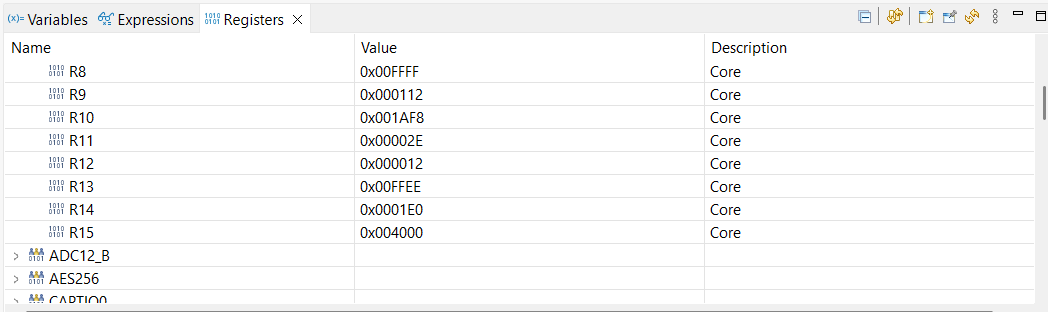 (x)= Variables Expressions Registers
Name Value Description
R8 0x00FFFF Core
R9 0x000112 Core
R10 0x001AF8 Core
R11 0x00002E Core
R12 0x000012 Core
R13 0x00FFEE Core
R14 0x0001E0 Core
R15 0x004000 Core
ADC12_B
AES256
CAPTIO0